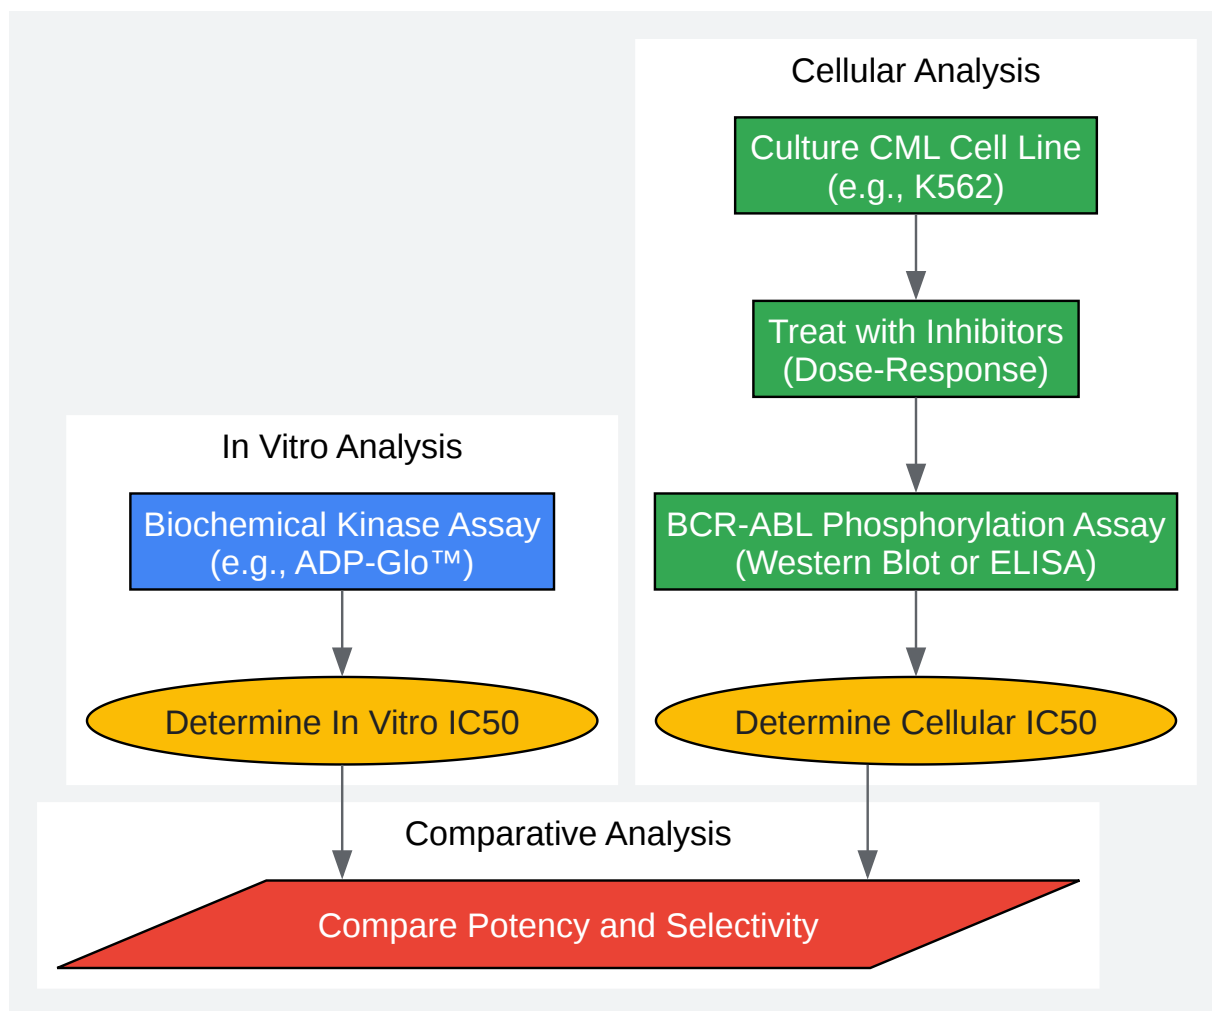 Cellular Analysis
Culture CML Cell Line
(e.g., K562)
Treat with Inhibitors
(Dose-Response)
BCR-ABL Phosphorylation Assay
(Western Blot or ELISA)
Determine Cellular IC50
In Vitro Analysis
Biochemical Kinase Assay
(e.g., ADP-Glo™)
Determine In Vitro IC50
Comparative Analysis
Compare Potency and Selectivity